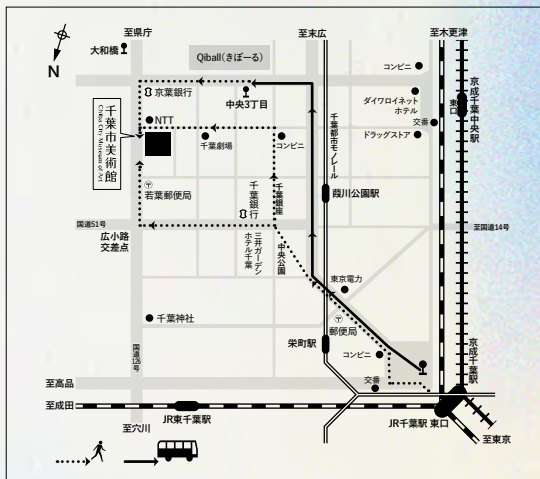 至県庁
至末広
至木更津
大和橋
N
Qiball(きぼーる)
コンビニ
京葉銀行
中央3丁目
ダイワロイネット
ホテル
東口
京成千葉中央駅
NTT
交番
千葉市美術館
Chiba City Museum of Art
千葉劇場
コンビニ
ドラッグストア
千葉都市モノレール
若葉郵便局
千葉銀行
千葉銀座
葭川公園駅
国道51号
至国道14号
広小路
交差点
三井ガーデン
ホテル千葉
中央公園
東京電力
千葉神社
郵便局
国道126号
栄町駅
コンビニ
京成千葉駅
至高品
交番
至成田
JR東千葉駅
JR千葉駅 東口
至穴川
至東京